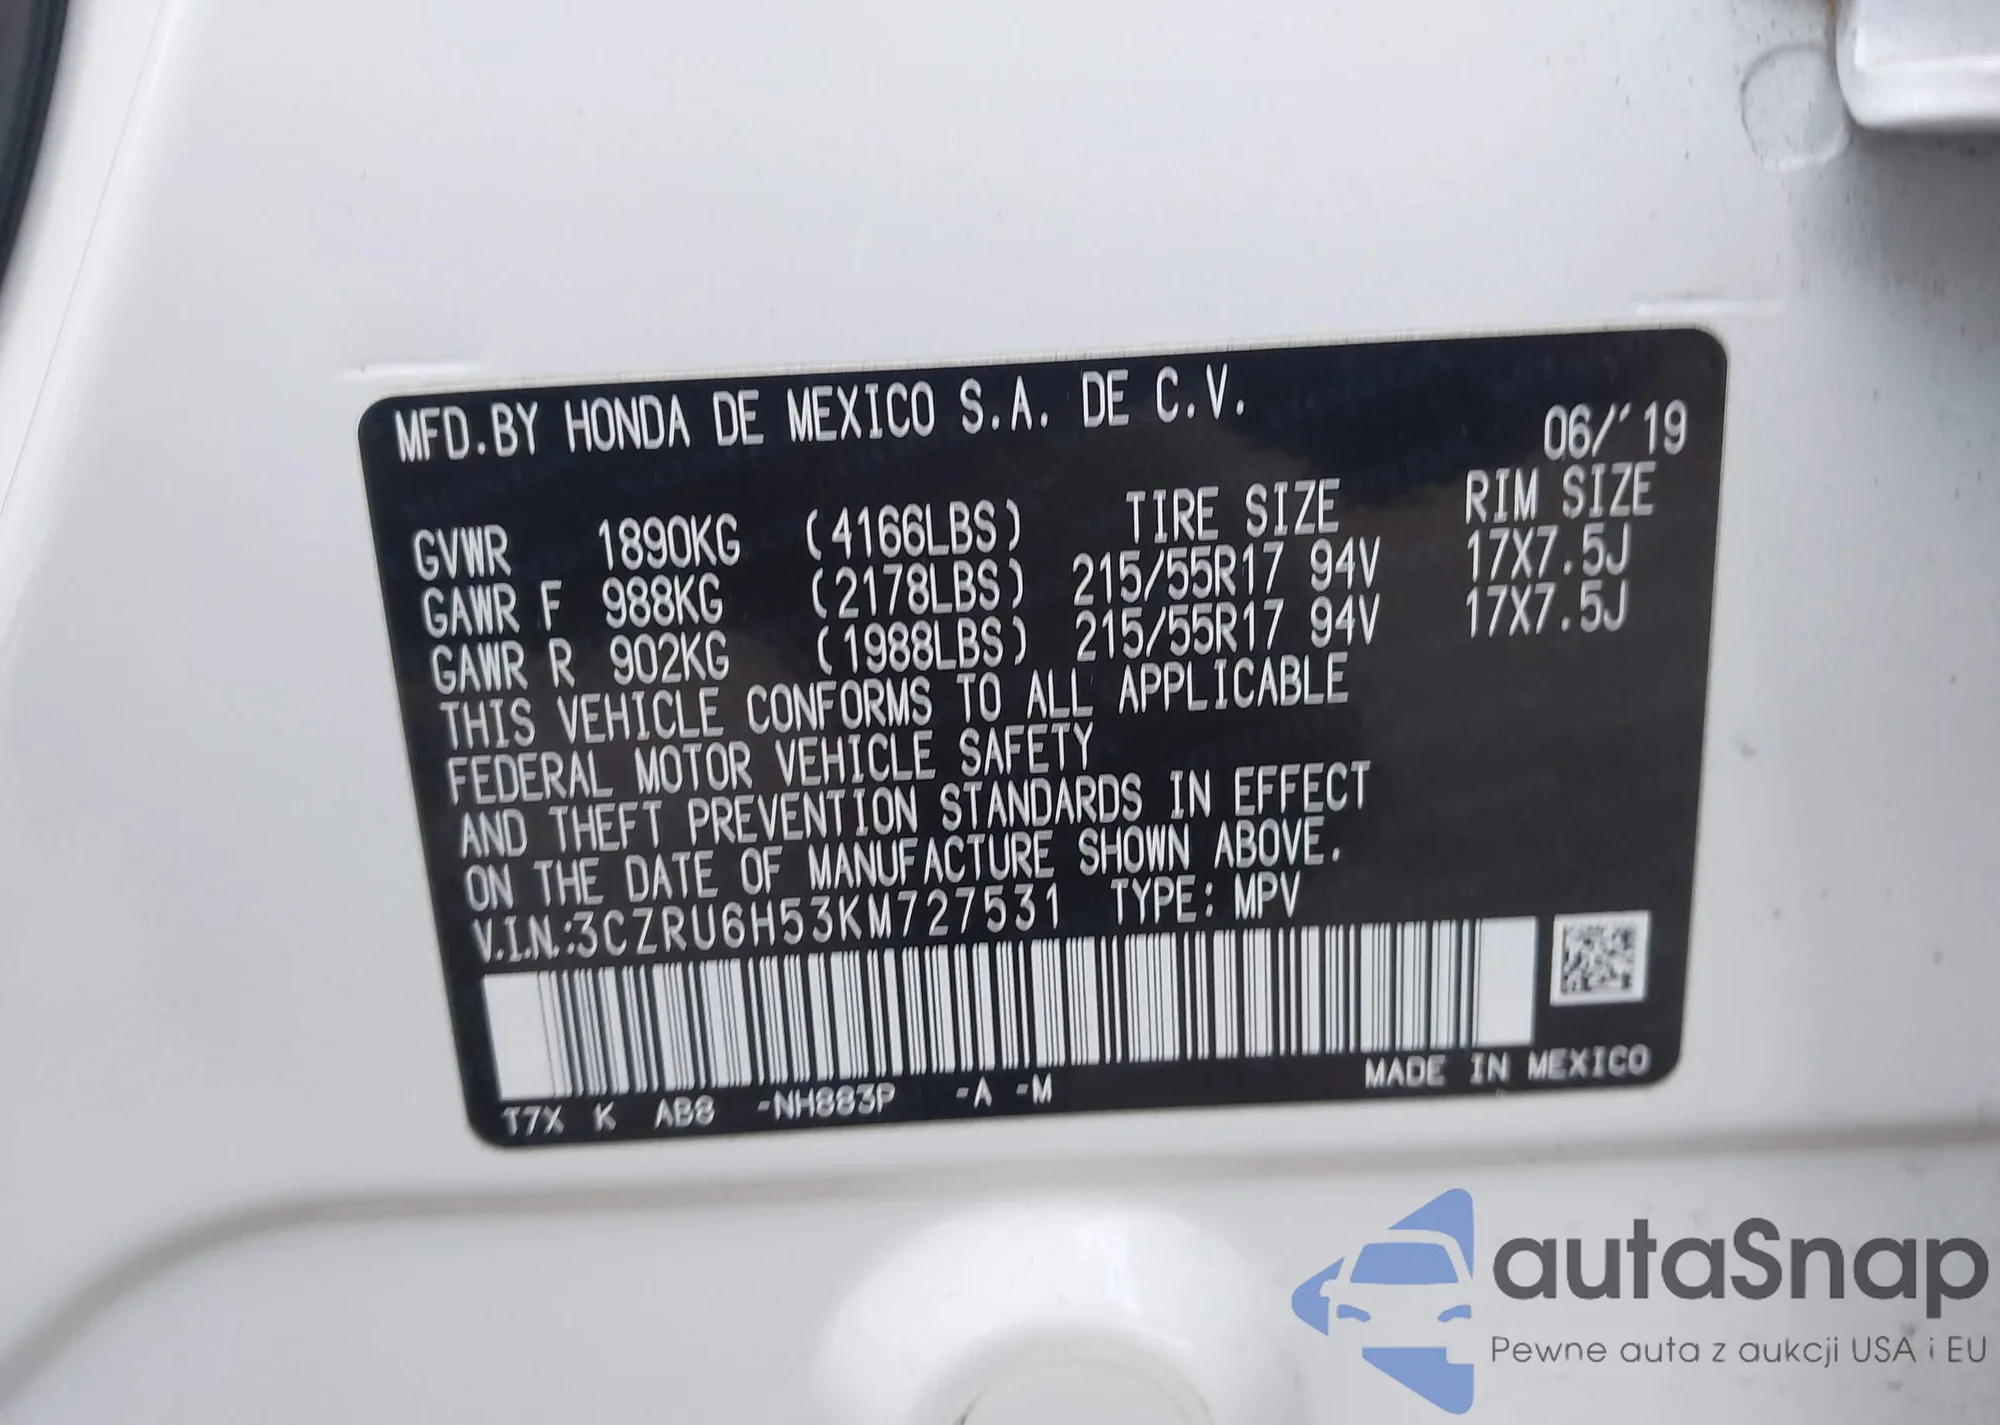 MFD.BY HONDA DE MEXICO S.A. DE C.V.
06/'19
GVWR 1890KG (4166LBS) TIRE SIZE RIM SIZE
GAWR F 988KG (2178LBS) 215/55R17 94V 17X7.5J
GAWR R 902KG (1988LBS) 215/55R17 94V 17X7.5J
THIS VEHICLE CONFORMS TO ALL APPLICABLE
FEDERAL MOTOR VEHICLE SAFETY
AND THEFT PREVENTION STANDARDS IN EFFECT
ON THE DATE OF MANUFACTURE SHOWN ABOVE.
V.I.N.:3CZRU6H53KM727531 TYPE: MPV
MADE IN MEXICO
T7X K AB8 -NH883P -A -M
autaSnap
Pewne auta z aukcji USA i EU